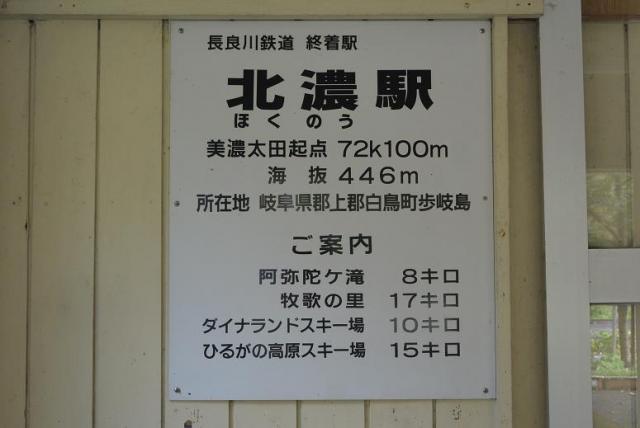 長良川鉄道 終着駅
北濃駅
ほくのう
美濃太田起点 72k100m
海抜 446m
所在地 岐阜県郡上郡白鳥町歩岐島
ご案内
阿弥陀ケ滝 8キロ
牧歌の里 17キロ
ダイナランドスキー場 10キロ
ひるがの高原スキー場 15キロ